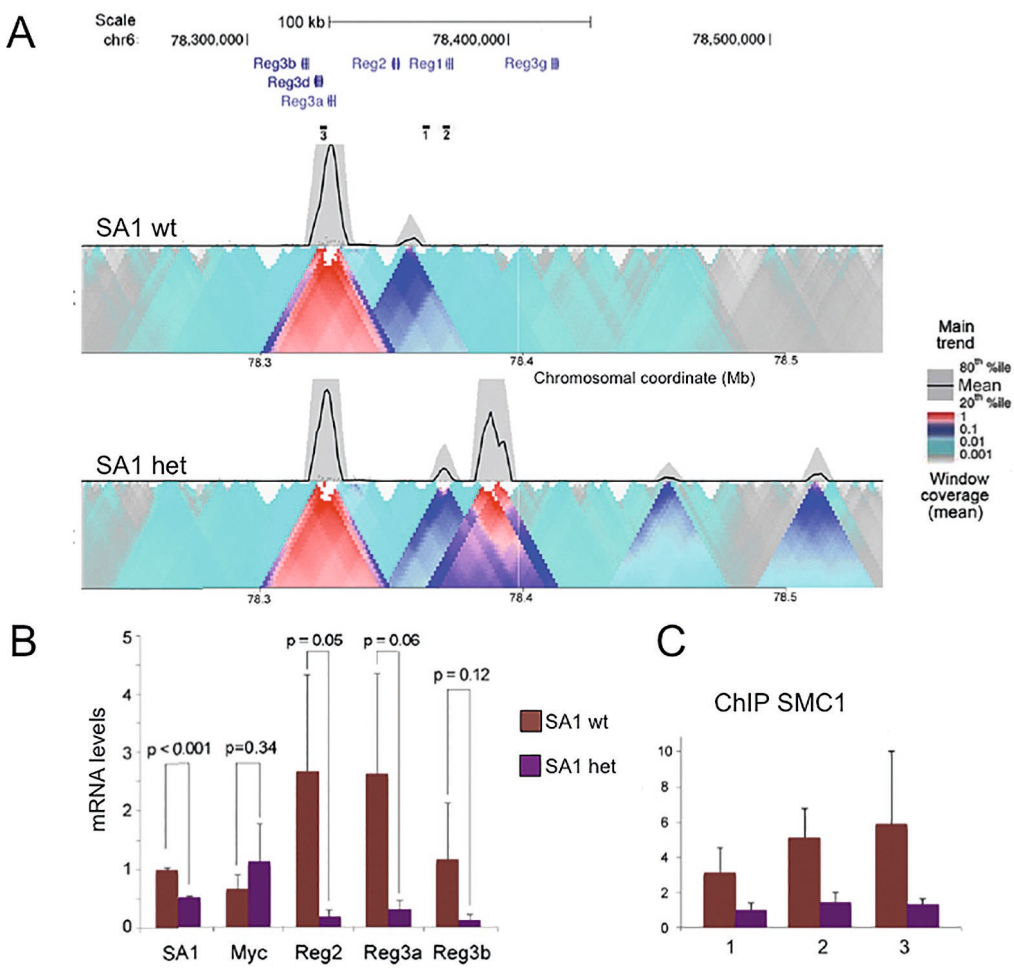 A
Scale 100 kb
chr6: 78,300,000 78,400,000 78,500,000
Reg3b Reg2 Reg1 Reg3g
Reg3d
Reg3a
3 1 2
SA1 wt
78.3 78.4 78.5
Chromosomal coordinate (Mb)
SA1 het
78.3 78.4 78.5
Main
trend
80th %ile
Mean
20th %ile
1
0.1
0.01
0.001
Window
coverage
(mean)
B
mRNA levels
5
4
3
2
1
0
p < 0.001
p=0.34
p = 0.05
p = 0.06
p = 0.12
SA1 Myc Reg2 Reg3a Reg3b
SA1 wt
SA1 het
C
ChIP SMC1
10
8
6
4
2
0
1 2 3